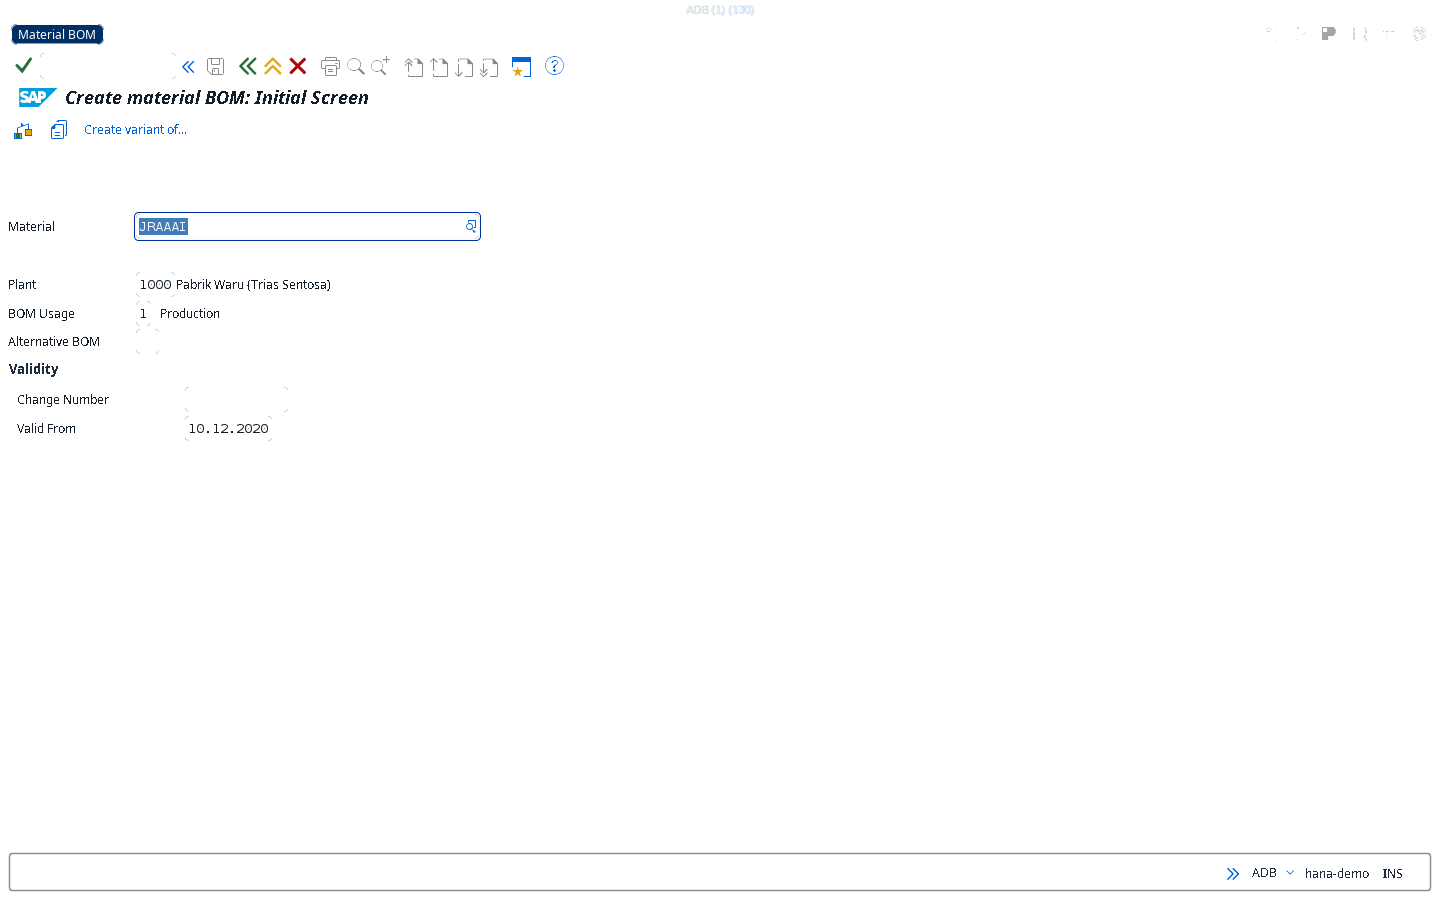 ADB (1) (130)
Material BOM
SAP Create material BOM: Initial Screen
Create variant of...
Material JRAAAI
Plant 1000 Pabrik Waru (Trias Sentosa)
BOM Usage 1 Production
Alternative BOM
Validity
Change Number
Valid From 10.12.2020
ADB hana-demo INS